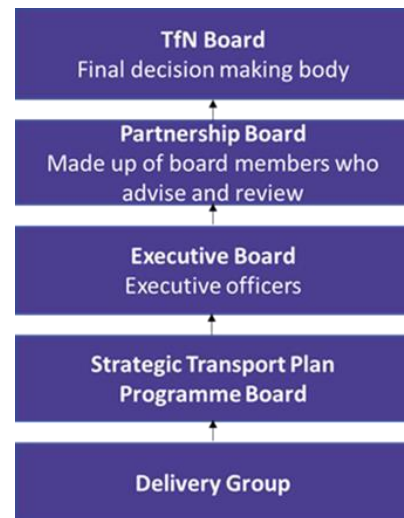 TfN Board
Final decision making body
Partnership Board
Made up of board members who
advise and review
Executive Board
Executive officers
Strategic Transport Plan
Programme Board
Delivery Group